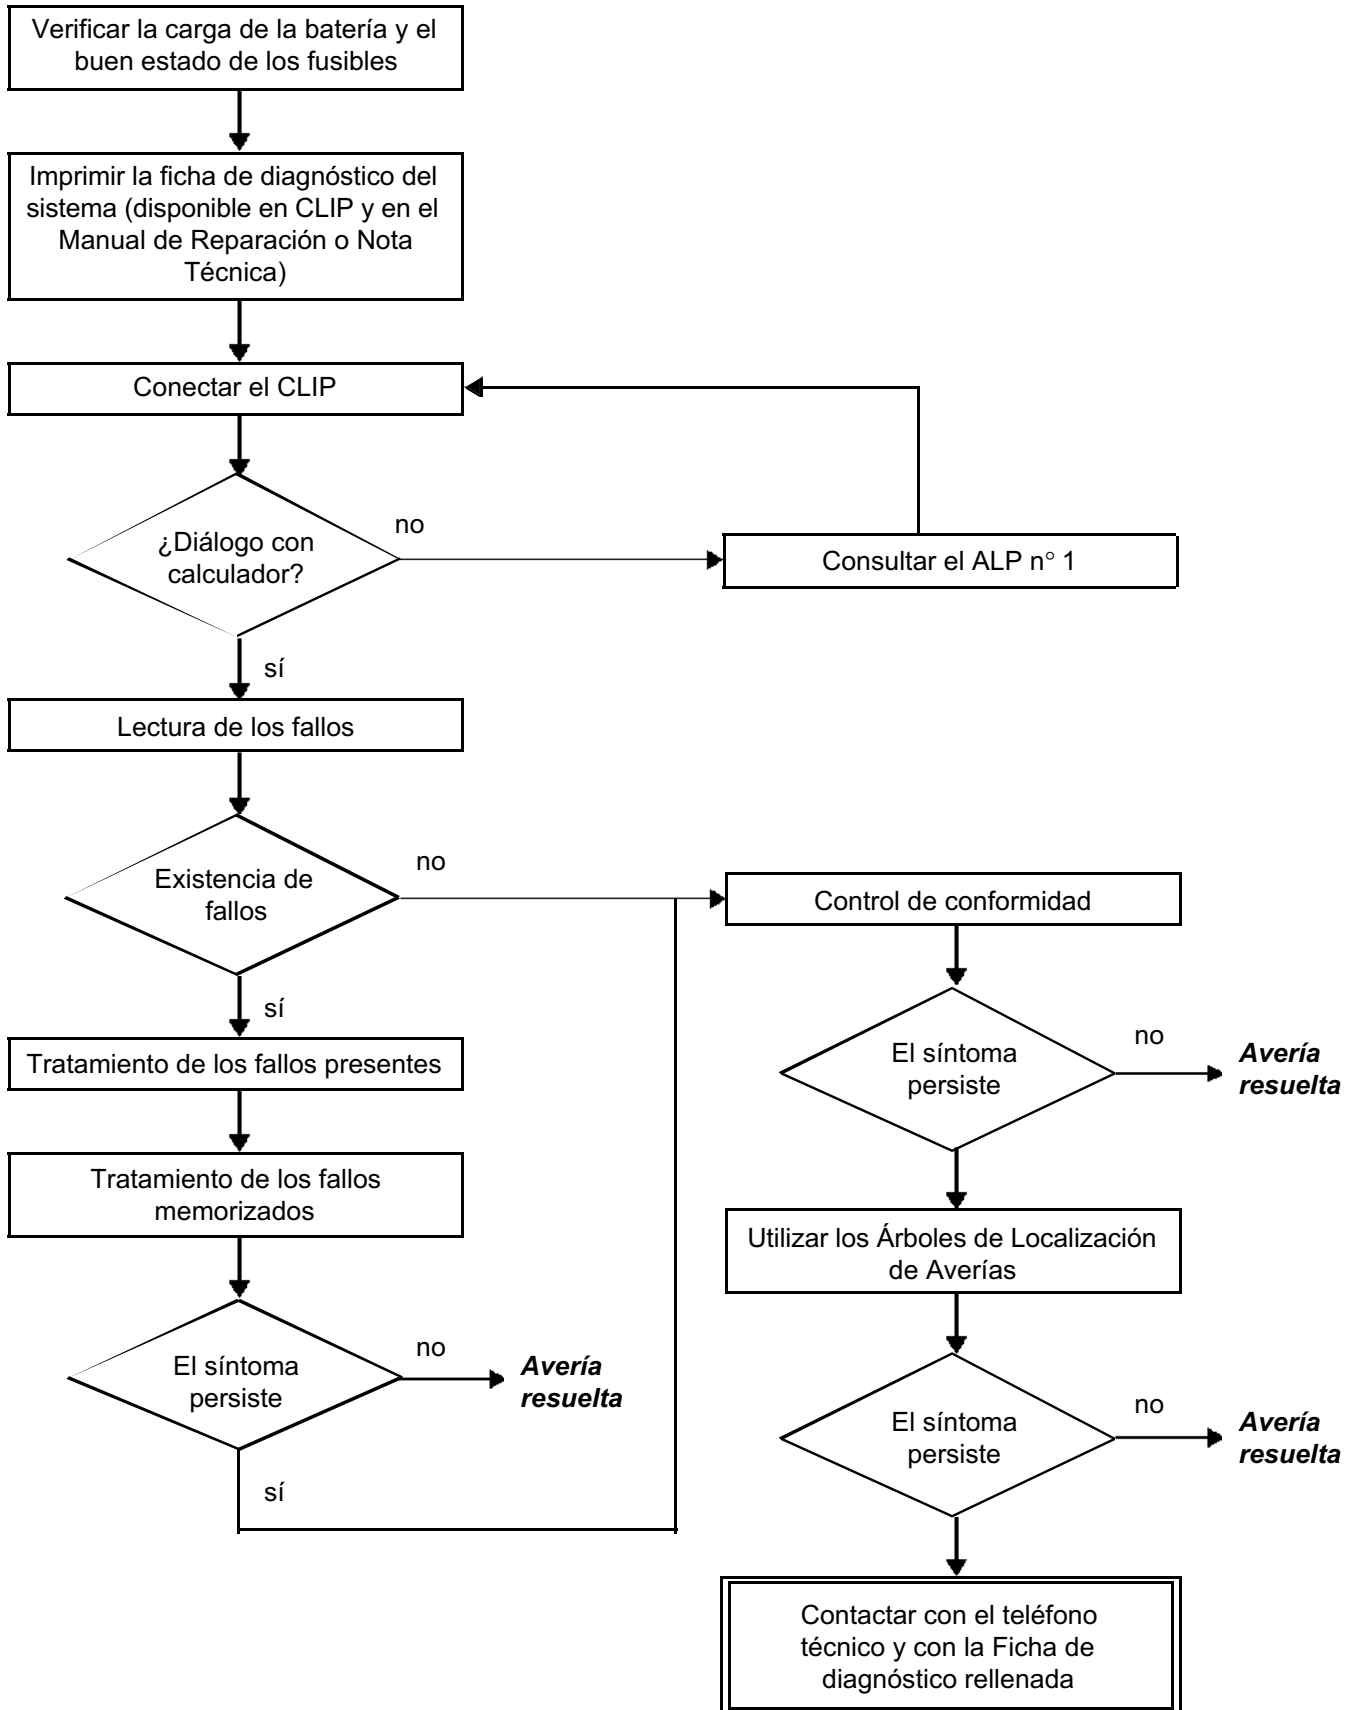 Verificar la carga de la batería y el
buen estado de los fusibles
Imprimir la ficha de diagnóstico del
sistema (disponible en CLIP y en el
Manual de Reparación o Nota
Técnica)
Conectar el CLIP
¿Diálogo con
calculador?
no
Consultar el ALP n° 1
sí
Lectura de los fallos
Existencia de
fallos
no
Control de conformidad
sí
Tratamiento de los fallos presentes
Tratamiento de los fallos
memorizados
El síntoma
persiste
no
Avería
resuelta
sí
El síntoma
persiste
no
Avería
resuelta
Utilizar los Árboles de Localización
de Averías
El síntoma
persiste
no
Avería
resuelta
Contactar con el teléfono
técnico y con la Ficha de
diagnóstico rellenada